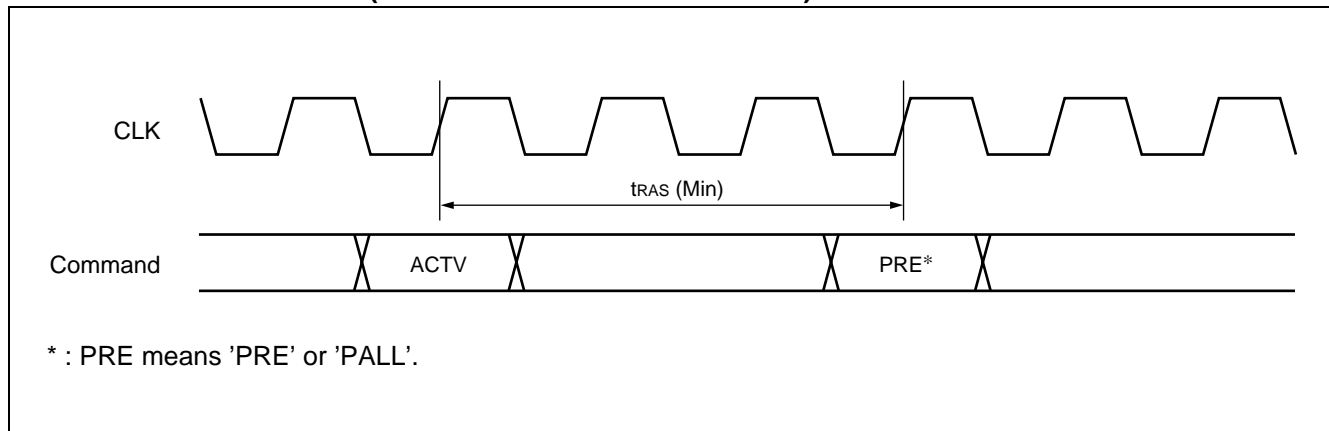 CLK
tRAS (Min)
Command
ACTV
PRE*
* : PRE means ’PRE’ or ’PALL’.